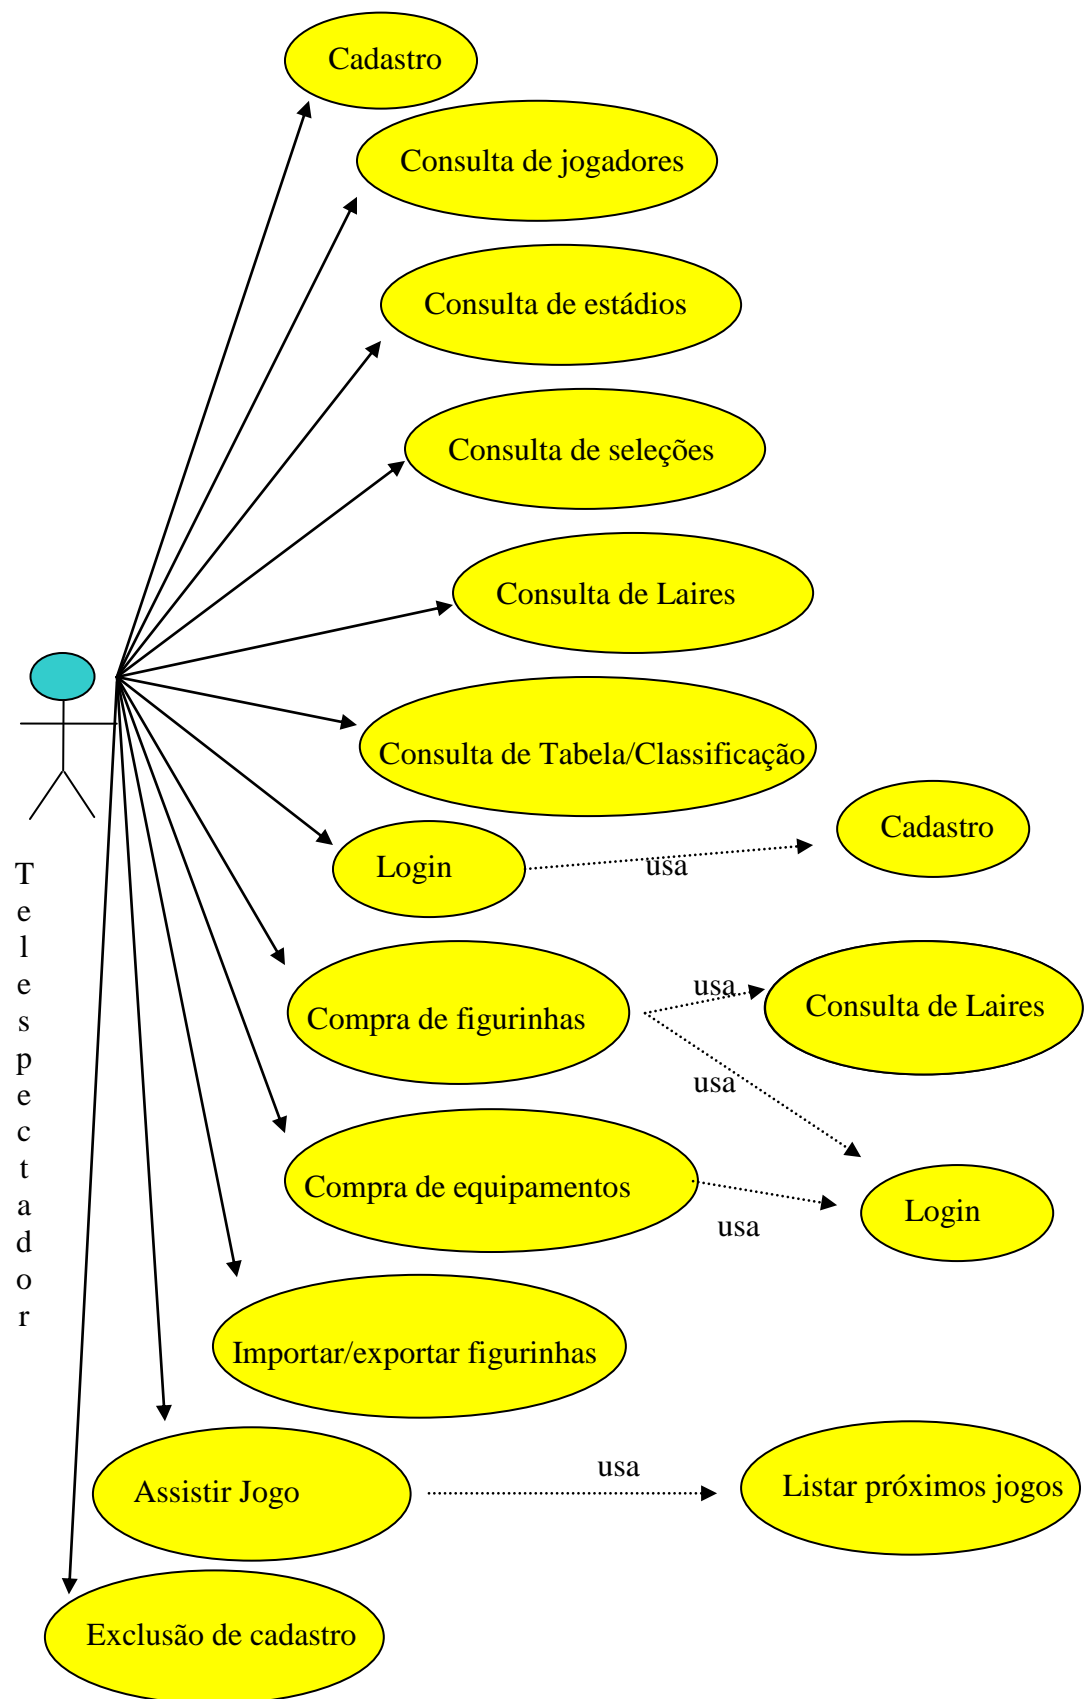 Cadastro
Consulta de jogadores
Consulta de estádios
Consulta de seleções
Consulta de Laires
Consulta de Tabela/Classificação
Cadastro
Login
usa
Telespectador
usa
Consulta de Laires
Compra de figurinhas
usa
Compra de equipamentos
usa
Login
Importar/exportar figurinhas
usa
Assistir Jogo
Listar próximos jogos
Exclusão de cadastro